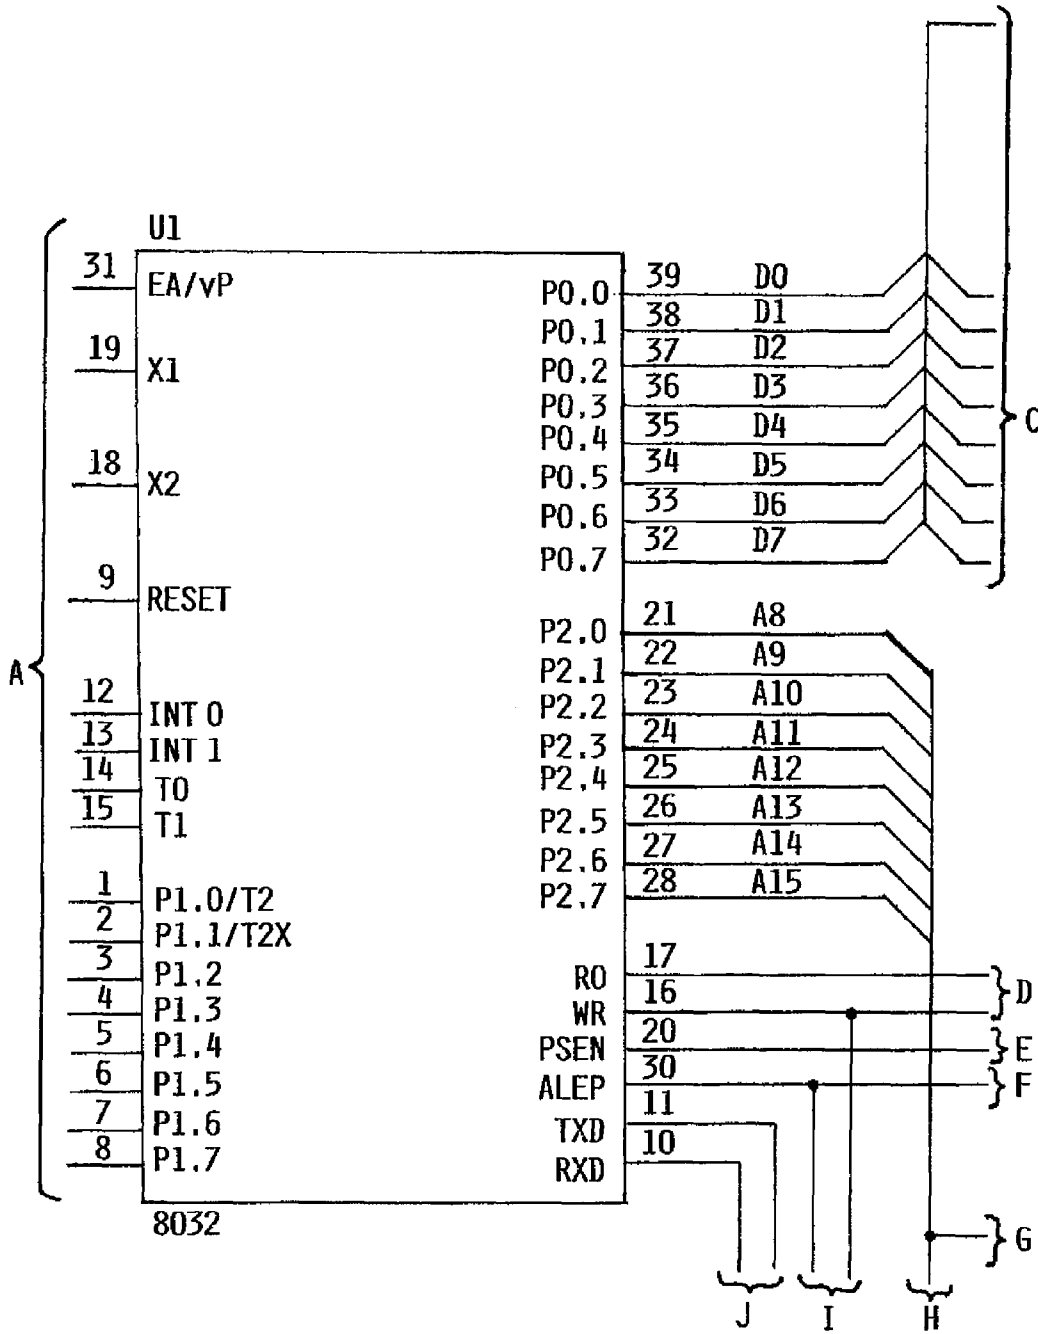 U1
31 EA/vP
19 X1
18 X2
9 RESET
A
12 INT 0
13 INT 1
14 T0
15 T1
1 P1.0/T2
2 P1.1/T2X
3 P1.2
4 P1.3
5 P1.4
6 P1.5
7 P1.6
8 P1.7
8032
P0.0 39 D0
P0.1 38 D1
P0.2 37 D2
P0.3 36 D3
P0.4 35 D4
P0.5 34 D5
P0.6 33 D6
P0.7 32 D7
C
P2.0 21 A8
P2.1 22 A9
P2.2 23 A10
P2.3 24 A11
P2.4 25 A12
P2.5 26 A13
P2.6 27 A14
P2.7 28 A15
RO 17
WR 16
D
PSEN 20
E
ALEP 30
F
TXD 11
RXD 10
G
J I H